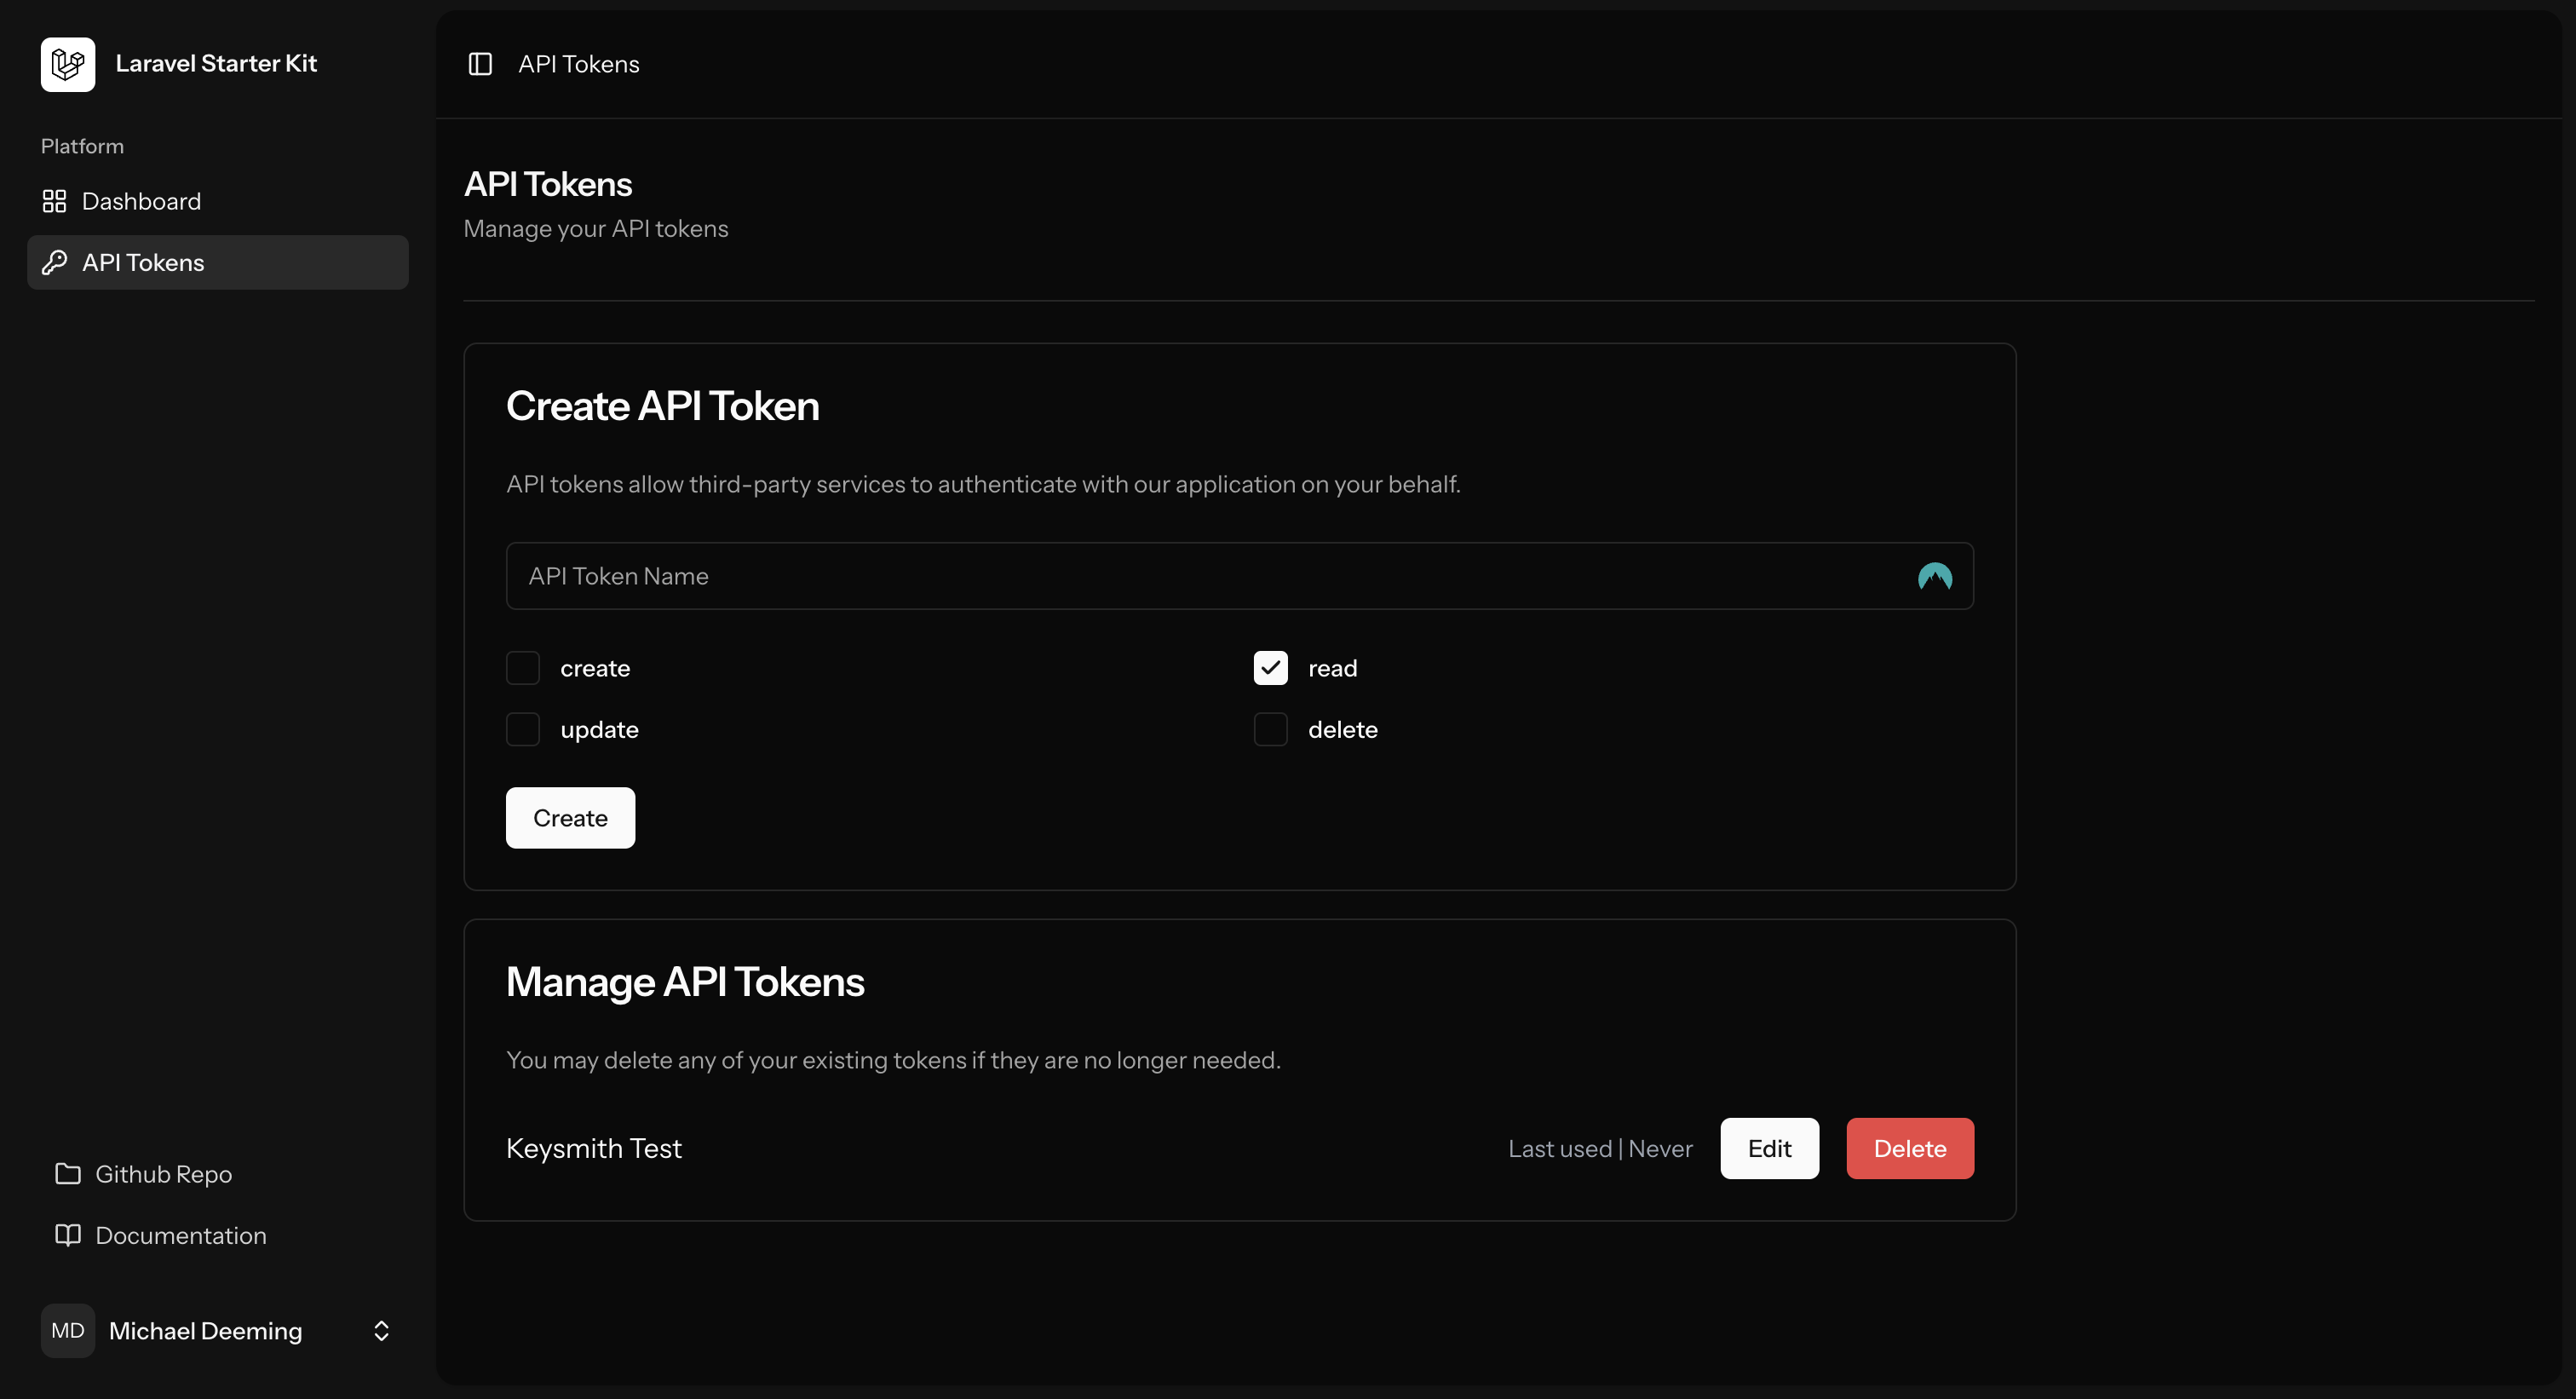 Laravel Starter Kit
Platform
Dashboard
API Tokens
Github Repo
Documentation
MD Michael Deeming
API Tokens
API Tokens
Manage your API tokens
Create API Token
API tokens allow third-party services to authenticate with our application on your behalf.
API Token Name
create
read
update
delete
Create
Manage API Tokens
You may delete any of your existing tokens if they are no longer needed.
Keysmith Test Last used | Never Edit Delete